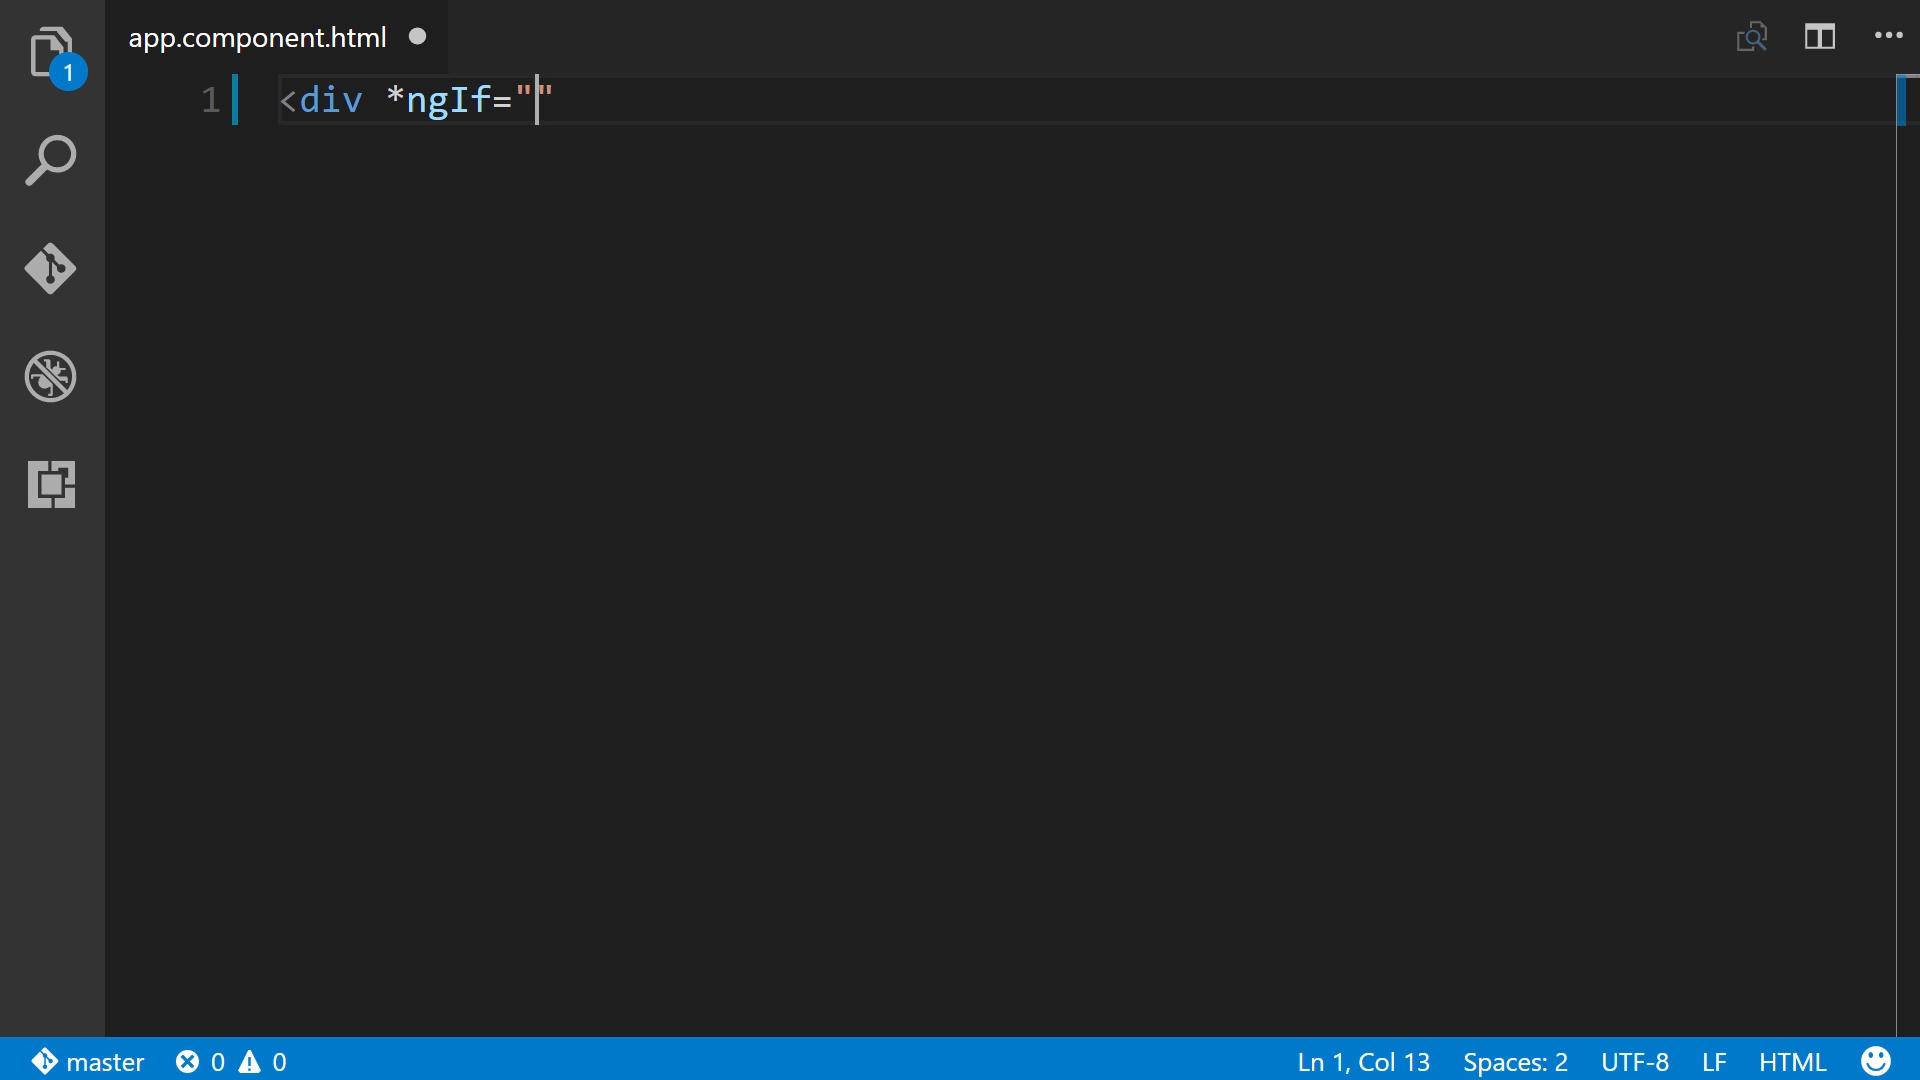 app.component.html
1
1 <div *ngIf=""
master 0 0 Ln 1, Col 13 Spaces: 2 UTF-8 LF HTML